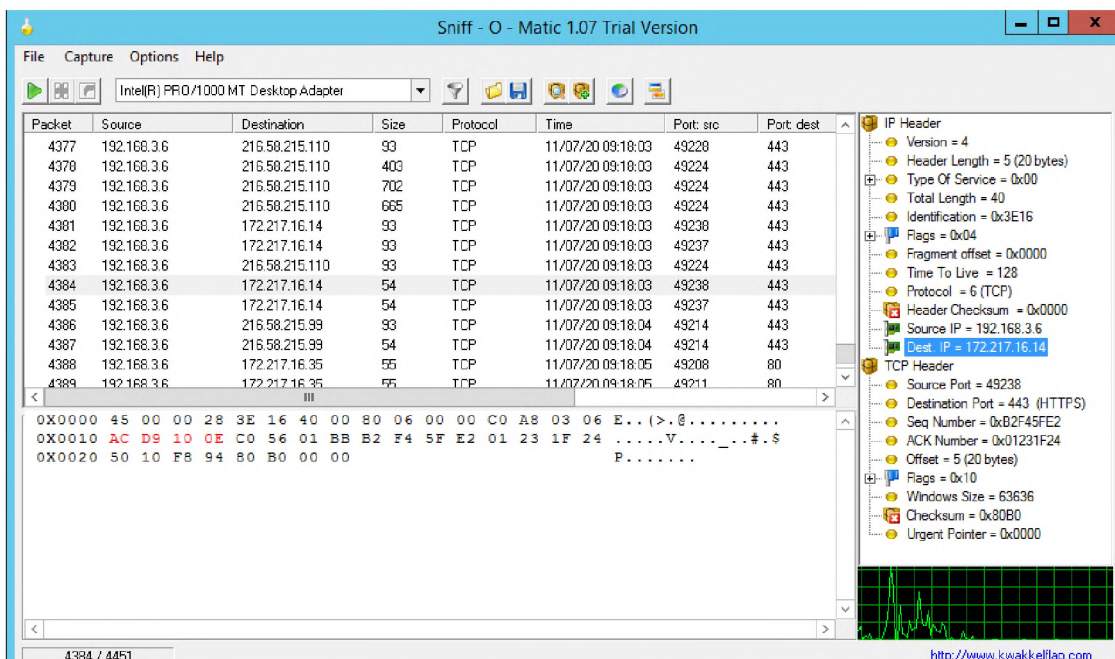 Sniff - O - Matic 1.07 Trial Version
File Capture Options Help
Intel(R) PRO/1000 MT Desktop Adapter
Packet Source Destination Size Protocol Time Port: src Port: dest
4377 192.168.3.6 216.58.215.110 93 TCP 11/07/20 09:18:03 49228 443
4378 192.168.3.6 216.58.215.110 403 TCP 11/07/20 09:18:03 49224 443
4379 192.168.3.6 216.58.215.110 702 TCP 11/07/20 09:18:03 49224 443
4380 192.168.3.6 216.58.215.110 665 TCP 11/07/20 09:18:03 49224 443
4381 192.168.3.6 172.217.16.14 93 TCP 11/07/20 09:18:03 49238 443
4382 192.168.3.6 172.217.16.14 93 TCP 11/07/20 09:18:03 49237 443
4383 192.168.3.6 216.58.215.110 93 TCP 11/07/20 09:18:03 49224 443
4384 192.168.3.6 172.217.16.14 54 TCP 11/07/20 09:18:03 49238 443
4385 192.168.3.6 172.217.16.14 54 TCP 11/07/20 09:18:03 49237 443
4386 192.168.3.6 216.58.215.99 93 TCP 11/07/20 09:18:04 49214 443
4387 192.168.3.6 216.58.215.99 54 TCP 11/07/20 09:18:04 49214 443
4388 192.168.3.6 172.217.16.35 55 TCP 11/07/20 09:18:05 49208 80
4389 192.168.3.6 172.217.16.35 55 TCP 11/07/20 09:18:05 49211 80
0X0000 45 00 00 28 3E 16 40 00 80 06 00 00 C0 A8 03 06 E..(>.@.........
0X0010 AC D9 10 0E C0 56 01 BB B2 F4 5F E2 01 23 1F 24 .....V...._..#.$
0X0020 50 10 F8 94 80 B0 00 00 P.......
IP Header
Version = 4
Header Length = 5 (20 bytes)
Type Of Service = 0x00
Total Length = 40
Identification = 0x3E16
Flags = 0x04
Fragment offset = 0x0000
Time To Live = 128
Protocol = 6 (TCP)
Header Checksum = 0x0000
Source IP = 192.168.3.6
Dest. IP = 172.217.16.14
TCP Header
Source Port = 49238
Destination Port = 443 (HTTPS)
Seq Number = 0xB2F45FE2
ACK Number = 0x01231F24
Offset = 5 (20 bytes)
Flags = 0x10
Windows Size = 63636
Checksum = 0x80B0
Urgent Pointer = 0x0000
4384 / 4451
http://www.kwakkelflap.com